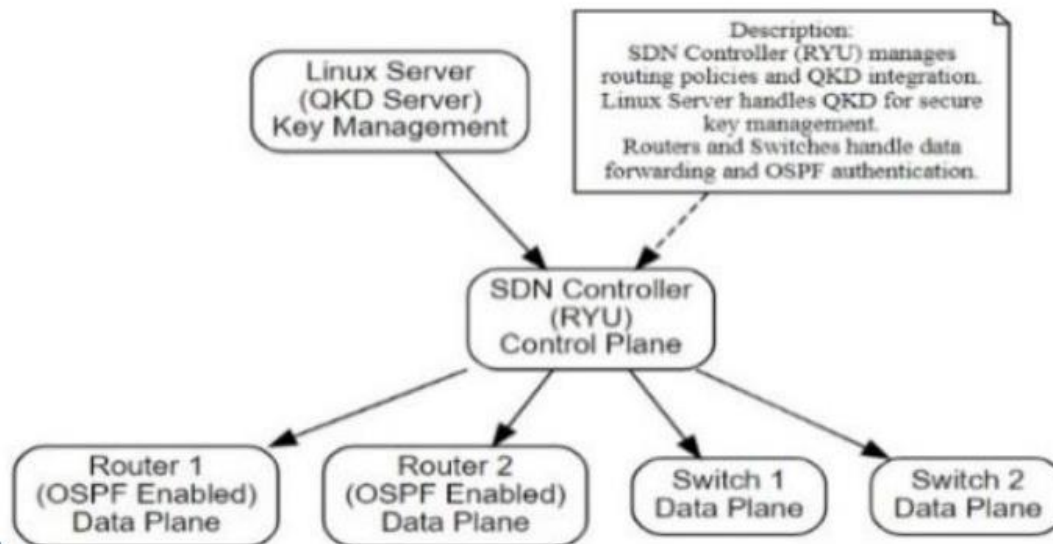 Linux Server
(QKD Server)
Key Management
Description:
SDN Controller (RYU) manages
routing policies and QKD integration.
Linux Server handles QKD for secure
key management.
Routers and Switches handle data
forwarding and OSPF authentication.
SDN Controller
(RYU)
Control Plane
Router 1
(OSPF Enabled)
Data Plane
Router 2
(OSPF Enabled)
Data Plane
Switch 1
Data Plane
Switch 2
Data Plane